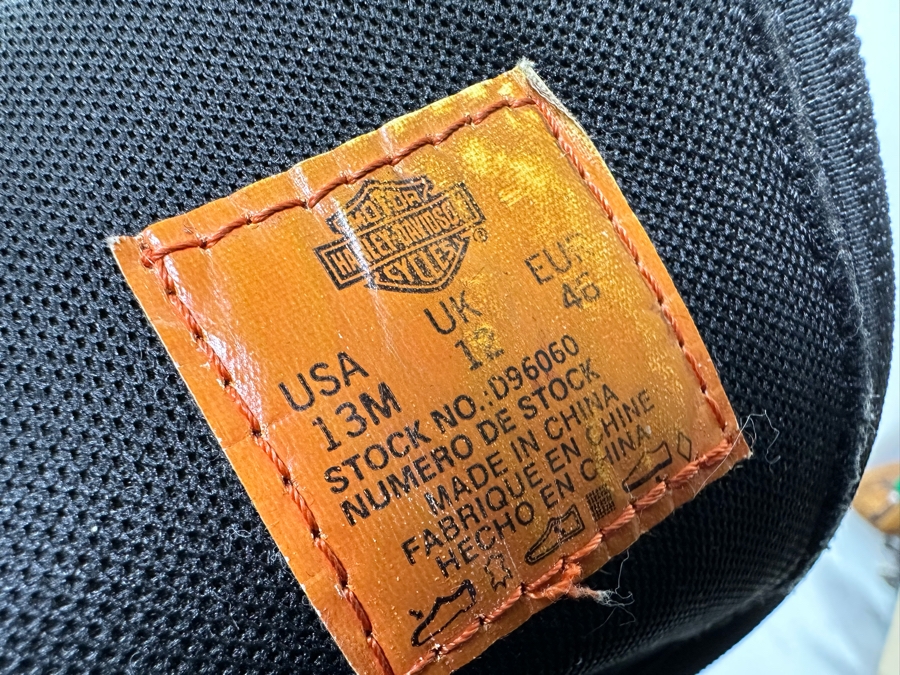 MOTOR
HARLEY-DAVIDSON
CYCLES
®
USA UK EUR
13M 12 46
STOCK NO.: D96060
NUMERO DE STOCK
MADE IN CHINA
FABRIQUE EN CHINE
HECHO EN CHINA